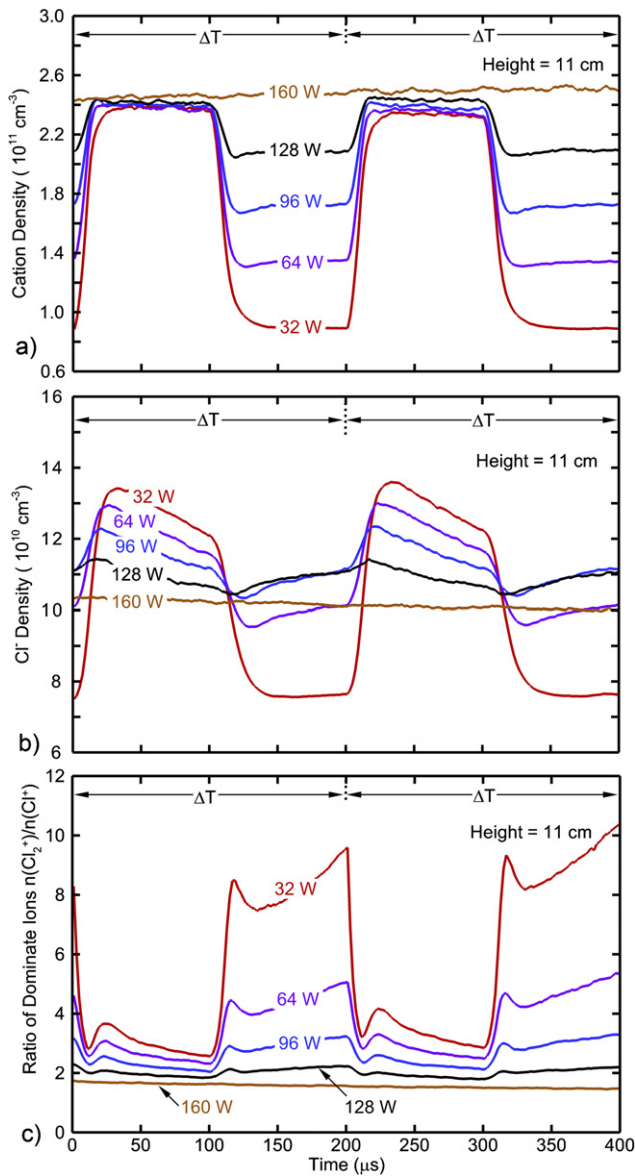 ΔT ΔT
Height = 11 cm
160 W
128 W
96 W
64 W
32 W
3.0
2.6
2.2
1.8
1.4
1.0
0.6
Cation Density ( 10¹¹ cm⁻³)
a)
ΔT ΔT
Height = 11 cm
32 W
64 W
96 W
128 W
160 W
16
14
12
10
8
6
Cl⁻ Density ( 10¹⁰ cm⁻³)
b)
ΔT ΔT
Height = 11 cm
32 W
64 W
96 W
160 W
128 W
12
10
8
6
4
2
0
Ratio of Dominate Ions n(Cl₂⁺)/n(Cl⁺)
c)
0 50 100 150 200 250 300 350 400
Time (μs)